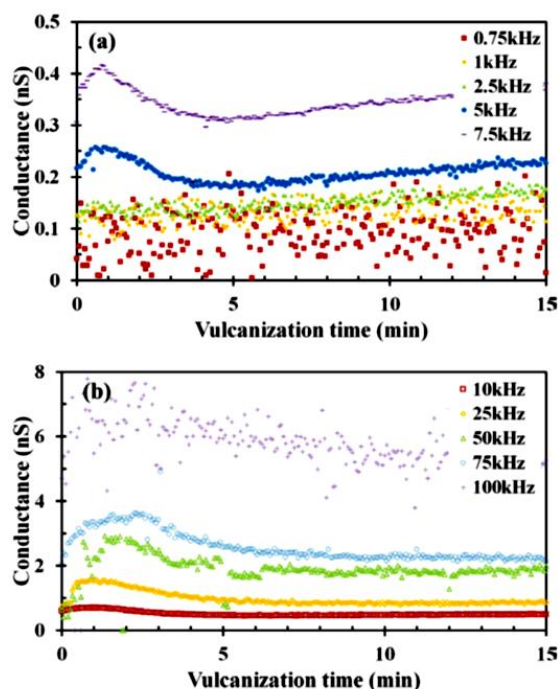 (a)
0.75kHz
1kHz
2.5kHz
5kHz
7.5kHz
Conductance (nS)
0.5
0.4
0.3
0.2
0.1
0
0 5 10 15
Vulcanization time (min)
(b)
10kHz
25kHz
50kHz
75kHz
100kHz
Conductance (nS)
8
6
4
2
0
0 5 10 15
Vulcanization time (min)